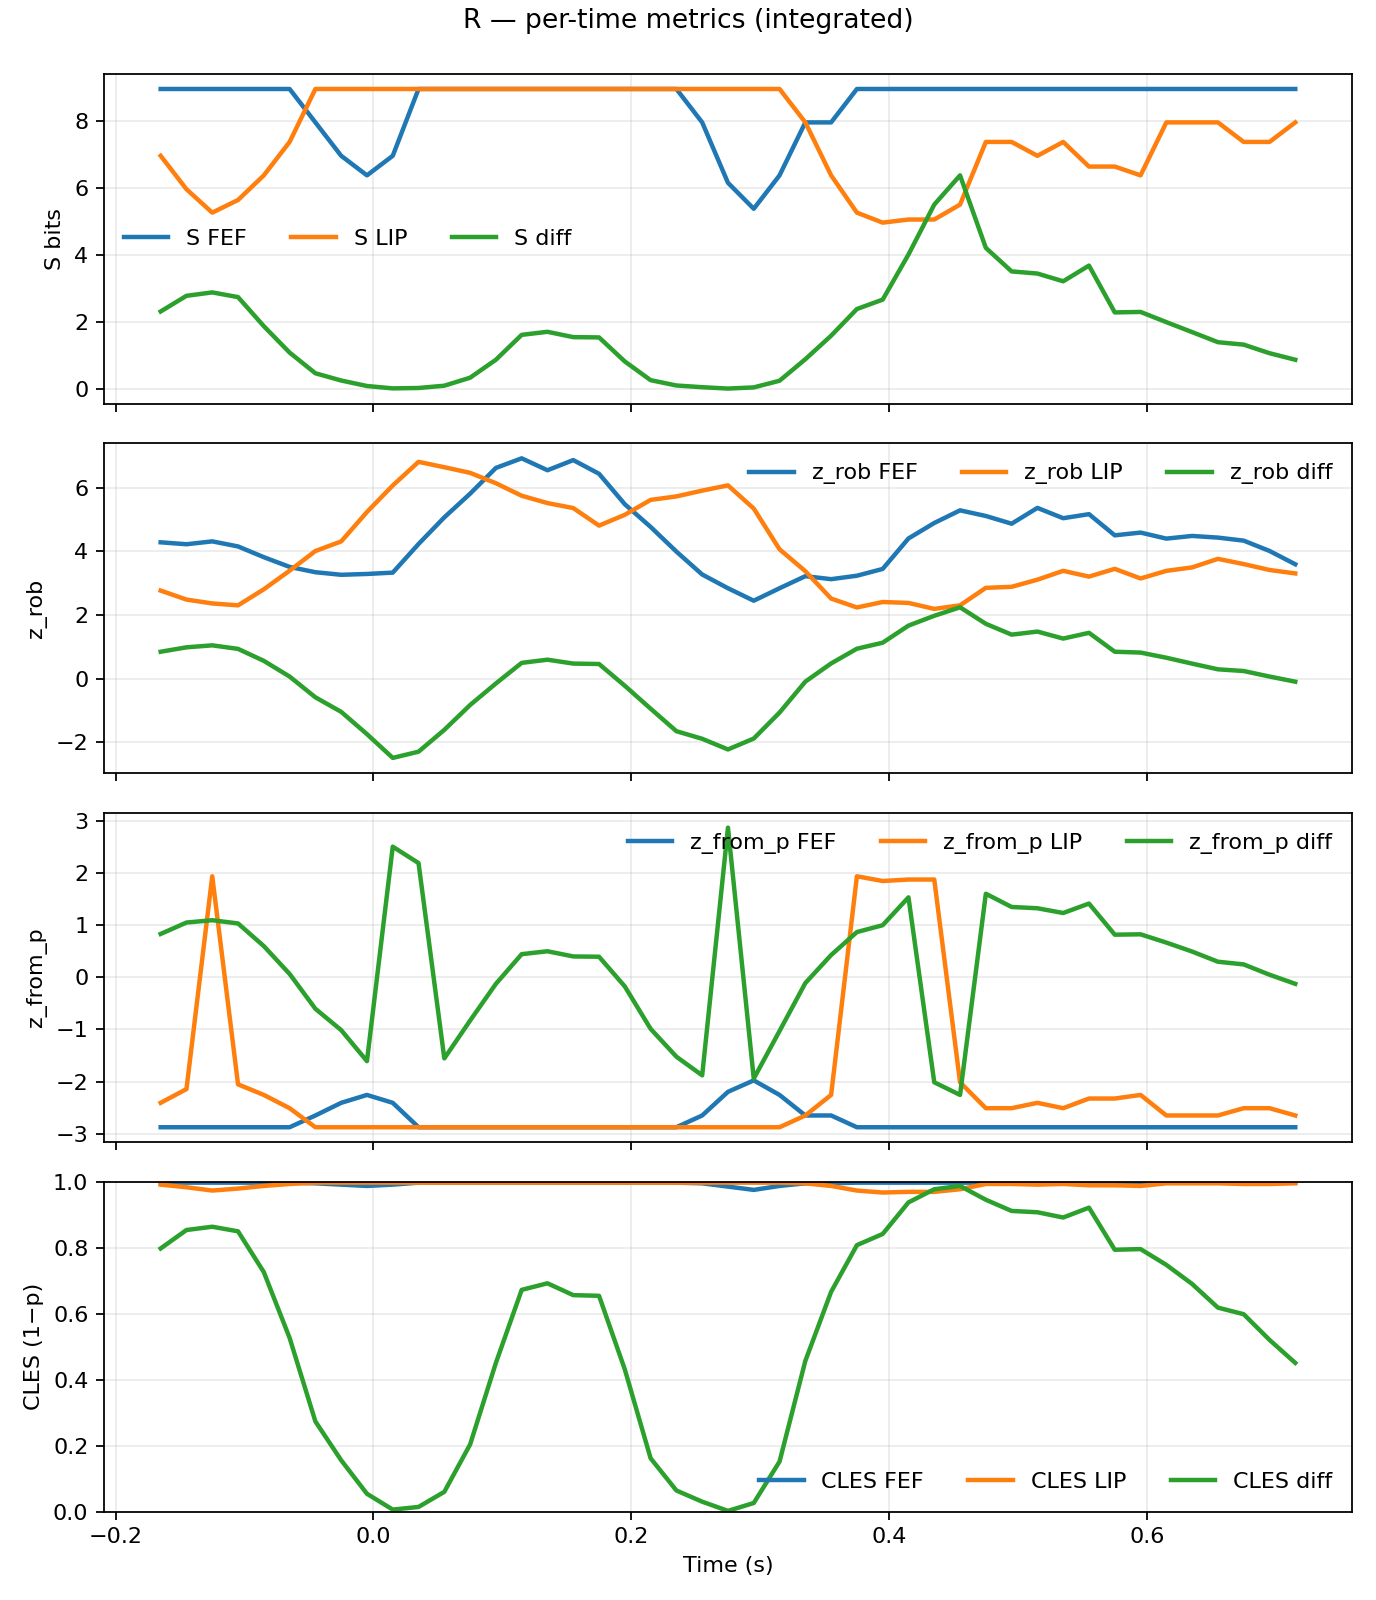 R — per-time metrics (integrated)
8
6
4
2
0
S bits
S FEF
S LIP
S diff
6
4
2
0
−2
z_rob
z_rob FEF
z_rob LIP
z_rob diff
3
2
1
0
−1
−2
−3
z_from_p
z_from_p FEF
z_from_p LIP
z_from_p diff
1.0
0.8
0.6
0.4
0.2
0.0
CLES (1−p)
CLES FEF
CLES LIP
CLES diff
−0.2
0.0
0.2
0.4
0.6
Time (s)